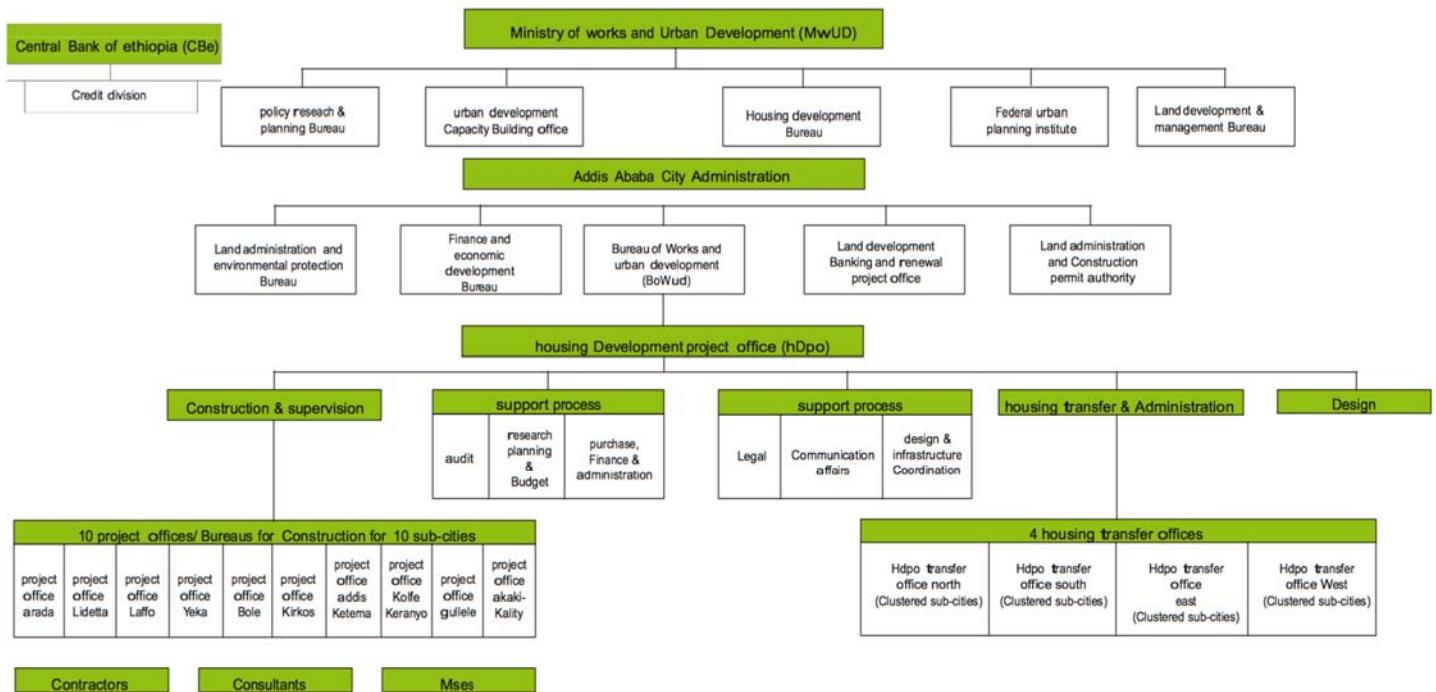 Central Bank of ethiopia (CBe)
Credit division
Ministry of works and Urban Development (MwUD)
policy reseach &
planning Bureau
urban development
Capacity Building office
Housing development
Bureau
Federal urban
planning institute
Land development &
management Bureau
Addis Ababa City Administration
Land administration and
environmental protection
Bureau
Finance and
economic
development
Bureau
Bureau of Works and
urban development
(BoWud)
Land development
Banking and renewal
project office
Land administration
and Construction
permit authority
housing Development project office (hDpo)
Construction & supervision
support process
audit
research
planning
&
Budget
purchase,
Finance &
administration
support process
Legal
Communication
affairs
design &
infrastructure
Coordination
housing transfer & Administration
Design
10 project offices/ Bureaus for Construction for 10 sub-cities
project
office
arada
project
office
Lidetta
project
office
Laffo
project
office
Yeka
project
office
Bole
project
office
Kirkos
project
office
addis
Ketema
project
office
Kolfe
Keranyo
project
office
gullele
project
office
akaki-
Kality
4 housing transfer offices
Hdpo transfer
office north
(Clustered sub-cities)
Hdpo transfer
office south
(Clustered sub-cities)
Hdpo transfer
office
east
(Clustered sub-cities)
Hdpo transfer
office West
(Clustered sub-cities)
Contractors
Consultants
Mses